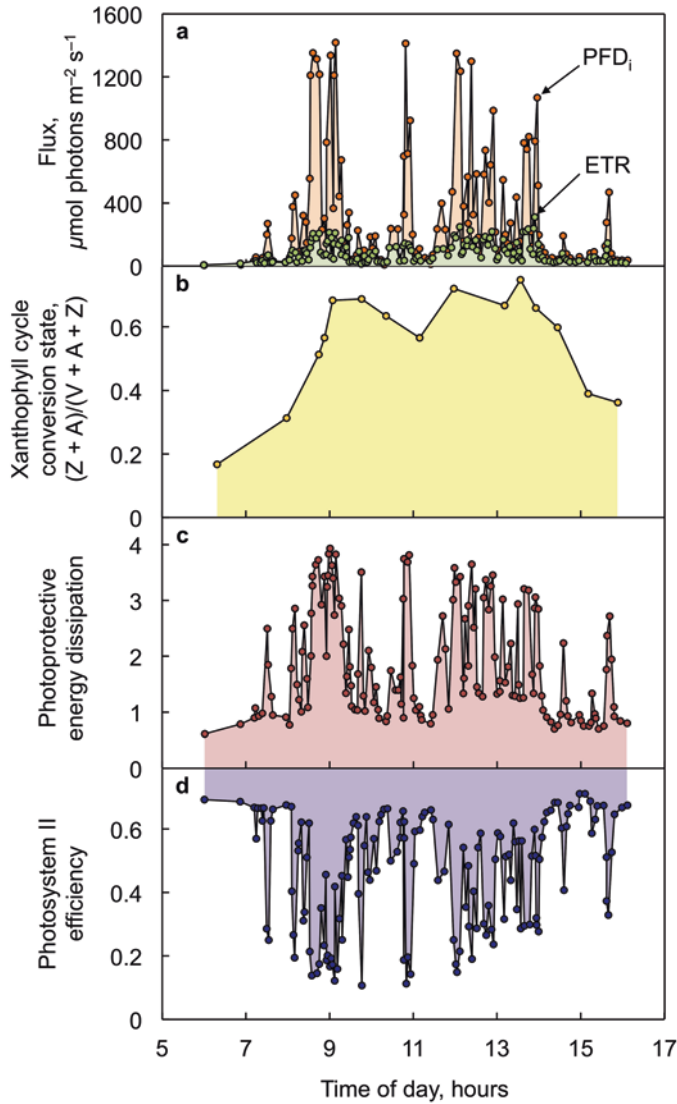 a
1600
1200
800
400
0
Flux,
µmol photons m⁻² s⁻¹
PFDᵢ
ETR
b
0.6
0.4
0.2
0
Xanthophyll cycle
conversion state,
(Z + A)/(V + A + Z)
c
4
3
2
1
0
Photoprotective
energy dissipation
d
0.6
0.4
0.2
0
Photosystem II
efficiency
5
7
9
11
13
15
17
Time of day, hours